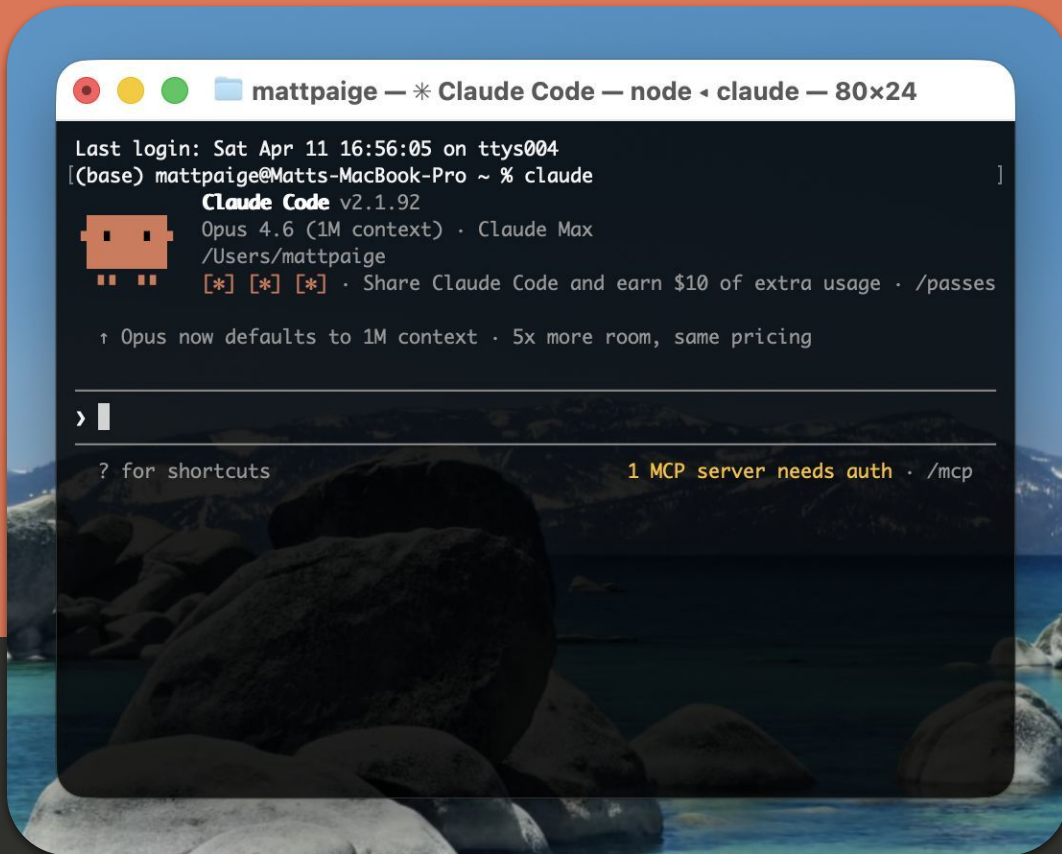 mattpaige — ✳ Claude Code — node ◂ claude — 80×24
Last login: Sat Apr 11 16:56:05 on ttys004
[(base) mattpaige@Matts-MacBook-Pro ~ % claude ]
Claude Code v2.1.92
Opus 4.6 (1M context) · Claude Max
/Users/mattpaige
[✻] [✻] [✻] · Share Claude Code and earn $10 of extra usage · /passes
↑ Opus now defaults to 1M context · 5x more room, same pricing
❯
? for shortcuts 1 MCP server needs auth · /mcp